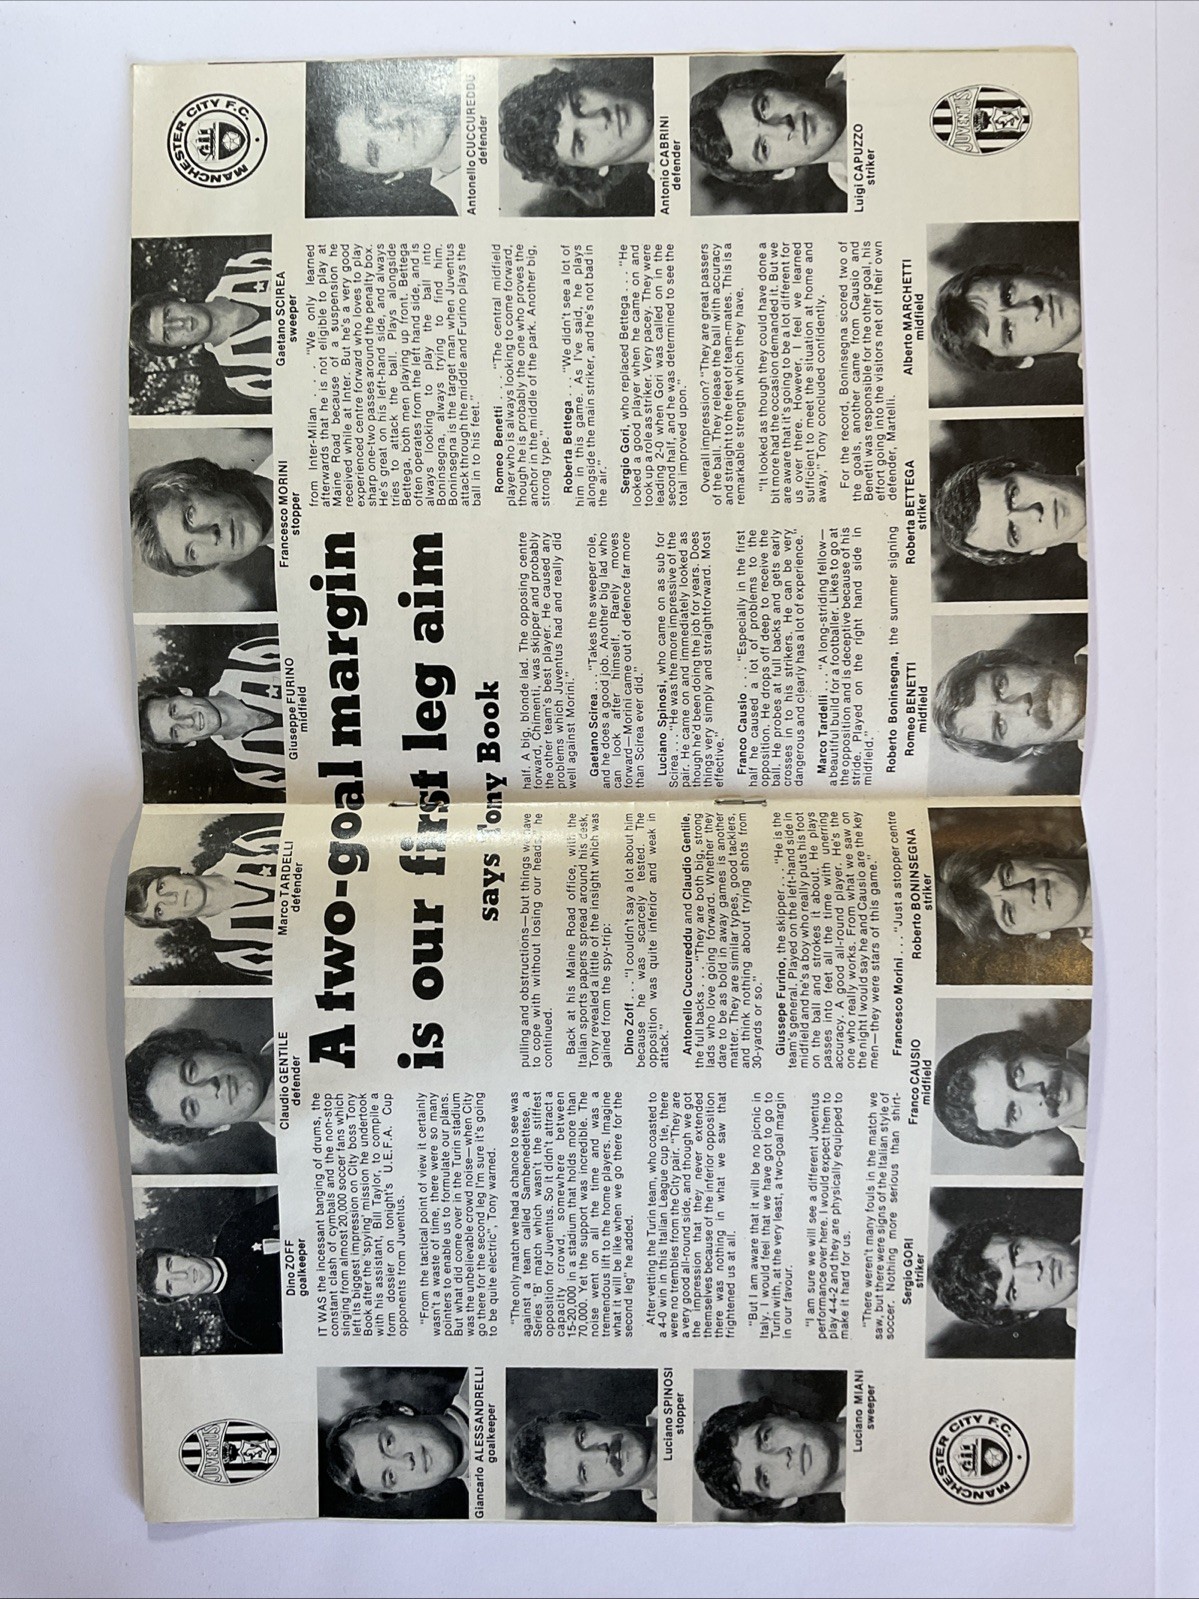 JUVENTUS
Dino ZOFF
goalkeeper
Claudio GENTILE
defender
Marco TARDELLI
defender
Giuseppe FURINO
midfield
Francesco MORINI
stopper
Gaetano SCIREA
sweeper
MANCHESTER CITY F.C.
Giancarlo ALESSANDRELLI
goalkeeper
Luciano SPINOSI
stopper
Luciano MIANI
sweeper
A two-goal margin
is our first leg aim
says Tony Book
IT WAS the incessant banging of drums, the
constant clash of cymbals and the non-stop
singing from almost 20,000 soccer fans which
left its biggest impression on City boss Tony
Book after the 'spying' mission he undertook
with his assistant, Bill Taylor, to compile a
form dossier on tonight's U.E.F.A. Cup
opponents from Juventus.
"From the tactical point of view it certainly
wasn't a waste of time, there were so many
pointers to enable us to formulate our plans.
But what did come over in the Turin stadium
was the unbelievable crowd noise—when City
go there for the second leg I'm sure it's going
to be quite electric", Tony warned.
"The only match we had a chance to see was
against a team called Sambenedettese, a
Series 'B' match which wasn't the stiffest
opposition for Juventus. So it didn't attract a
capacity crowd, somewhere between
15-20,000 in a stadium that holds more than
70,000. Yet the support was incredible. The
noise went on all the time and was a
tremendous lift to the home players. Imagine
what it will be like when we go there for the
second leg" he added.
After vetting the Turin team, who coasted to
a 4-0 win in this Italian League cup tie, there
were no trembles from the City pair. "They are
a very good all-round side, and though we got
the impression that they never extended
themselves because of the inferior opposition
there was nothing in what we saw that
frightened us at all.
"But I am aware that it will be no picnic in
Italy. I would feel that we have got to go to
Turin with, at the very least, a two-goal margin
in our favour.
"I am sure we will see a different Juventus
performance over here. I would expect them to
play 4-4-2 and they are physically equipped to
make it hard for us.
"There weren't many fouls in the match we
saw, but there were signs of the Italian style of
soccer. Nothing more serious than shirt-
pulling and obstructions—but things we have
to cope with without losing our heads, he
continued.
Back at his Maine Road office, with the
Italian sports papers spread around his desk,
Tony revealed a little of the insight which was
gained from the spy-trip:
Dino Zoff . . . "I couldn't say a lot about him
because he was scarcely tested. The
opposition was quite inferior and weak in
attack."
Antonello Cuccureddu and Claudio Gentile,
the full backs . . . "They are both big, strong
lads who love going forward. Whether they
dare to be as bold in away games is another
matter. They are similar types, good tacklers,
and think nothing about trying shots from
30-yards or so."
Giussepe Furino, the skipper . . . "He is the
team's general. Played on the left-hand side in
midfield and he's a boy who really puts his foot
on the ball and strokes it about. He plays
passes into feet all the time with unerring
accuracy. A good all-round player. He's the
one who really works. From what we saw on
the night I would say he and Causio are the key
men—they were stars of this game."
Francesco Morini . . . . "Just a stopper centre
half. A big, blonde lad. The opposing centre
forward, Chimenti, was skipper and probably
the other team's best player. He caused any
problems which Juventus had and really did
well against Morini."
Gaetano Scirea . . . "Takes the sweeper role,
and he does a good job. Another big lad who
can look after himself. Rarely moves
forward—Morini came out of defence far more
than Scirea ever did."
Luciano Spinosi, who came on as sub for
Scirea . . . "He was the more impressive of the
pair. He came on and immediately looked as
though he'd been doing the job for years. Does
things very simply and straightforward. Most
effective."
Franco Causio . . . "Especially in the first
half he caused a lot of problems to the
opposition. He drops off deep to receive the
ball. He probes at full backs and gets early
crosses in to his strikers. He can be very
dangerous and clearly has a lot of experience."
Marco Tardelli . . . "A long-striding fellow—
a beautiful build for a footballer. Likes to go at
the opposition and is deceptive because of his
stride. Played on the right hand side in
midfield."
Roberto Boninsegna, the summer signing
from Inter-Milan . . . "We only learned
afterwards that he is not eligible to play at
Maine Road because of a suspension he
received while at Inter. But he's a very good
experienced centre forward who loves to play
sharp one-two passes around the penalty box.
He's great on his left-hand side, and always
tries to attack the ball. Plays alongside
Bettega, both men playing up front. Bettega
often operates from the left hand side, and is
always looking to play the ball into
Boninsegna, always trying to find him.
Boninsegna is the target man when Juventus
attack through the middle and Furino plays the
ball in to his feet."
Romeo Benetti . . . "The central midfield
player who is always looking to come forward,
though he is probably the one who proves the
anchor in the middle of the park. Another big,
strong type."
Roberta Bettega . . . "We didn't see a lot of
him in this game. As I've said, he plays
alongside the main striker, and he's not bad in
the air."
Sergio Gori, who replaced Bettega . . . "He
looked a good player when he came on and
took up a role as striker. Very pacey. They were
leading 2-0 when Gori was called on in the
second half, and he was determined to see the
total improved upon."
Overall impression? "They are great passers
of the ball. They release the ball with accuracy
and straight to the feet of team-mates. This is a
remarkable strength which they have.
"It looked as though they could have done a
bit more had the occasion demanded it. But we
are aware that it's going to be a lot different for
us over there. However, I feel we learned
sufficient to meet the situation at home and
away," Tony concluded confidently.
For the record, Boninsegna scored two of
the goals, another came from Causio and
Benetti was responsible for the other goal, his
effort going into the visitors net off their own
defender, Martelli.
Antonello CUCCUREDDU
defender
Antonio CABRINI
defender
Luigi CAPUZZO
striker
MANCHESTER CITY F.C.
Sergio GORI
striker
Franco CAUSIO
midfield
Roberto BONINSEGNA
striker
Romeo BENETTI
midfield
Roberta BETTEGA
striker
Alberto MARCHETTI
midfield
JUVENTUS